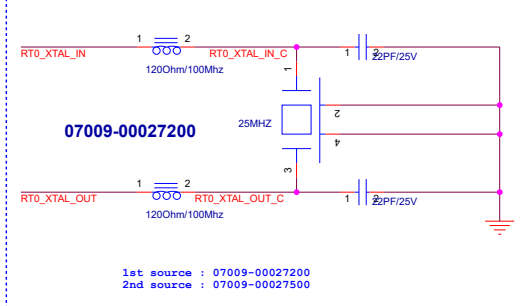 1 2 1 2
RT0_XTAL_IN RT0_XTAL_IN_C 22PF/25V
120Ohm/100Mhz
1
2
25MHZ
07009-00027200
4
3
1 2 1 2
RT0_XTAL_OUT RT0_XTAL_OUT_C 22PF/25V
120Ohm/100Mhz
1st source : 07009-00027200
2nd source : 07009-00027500